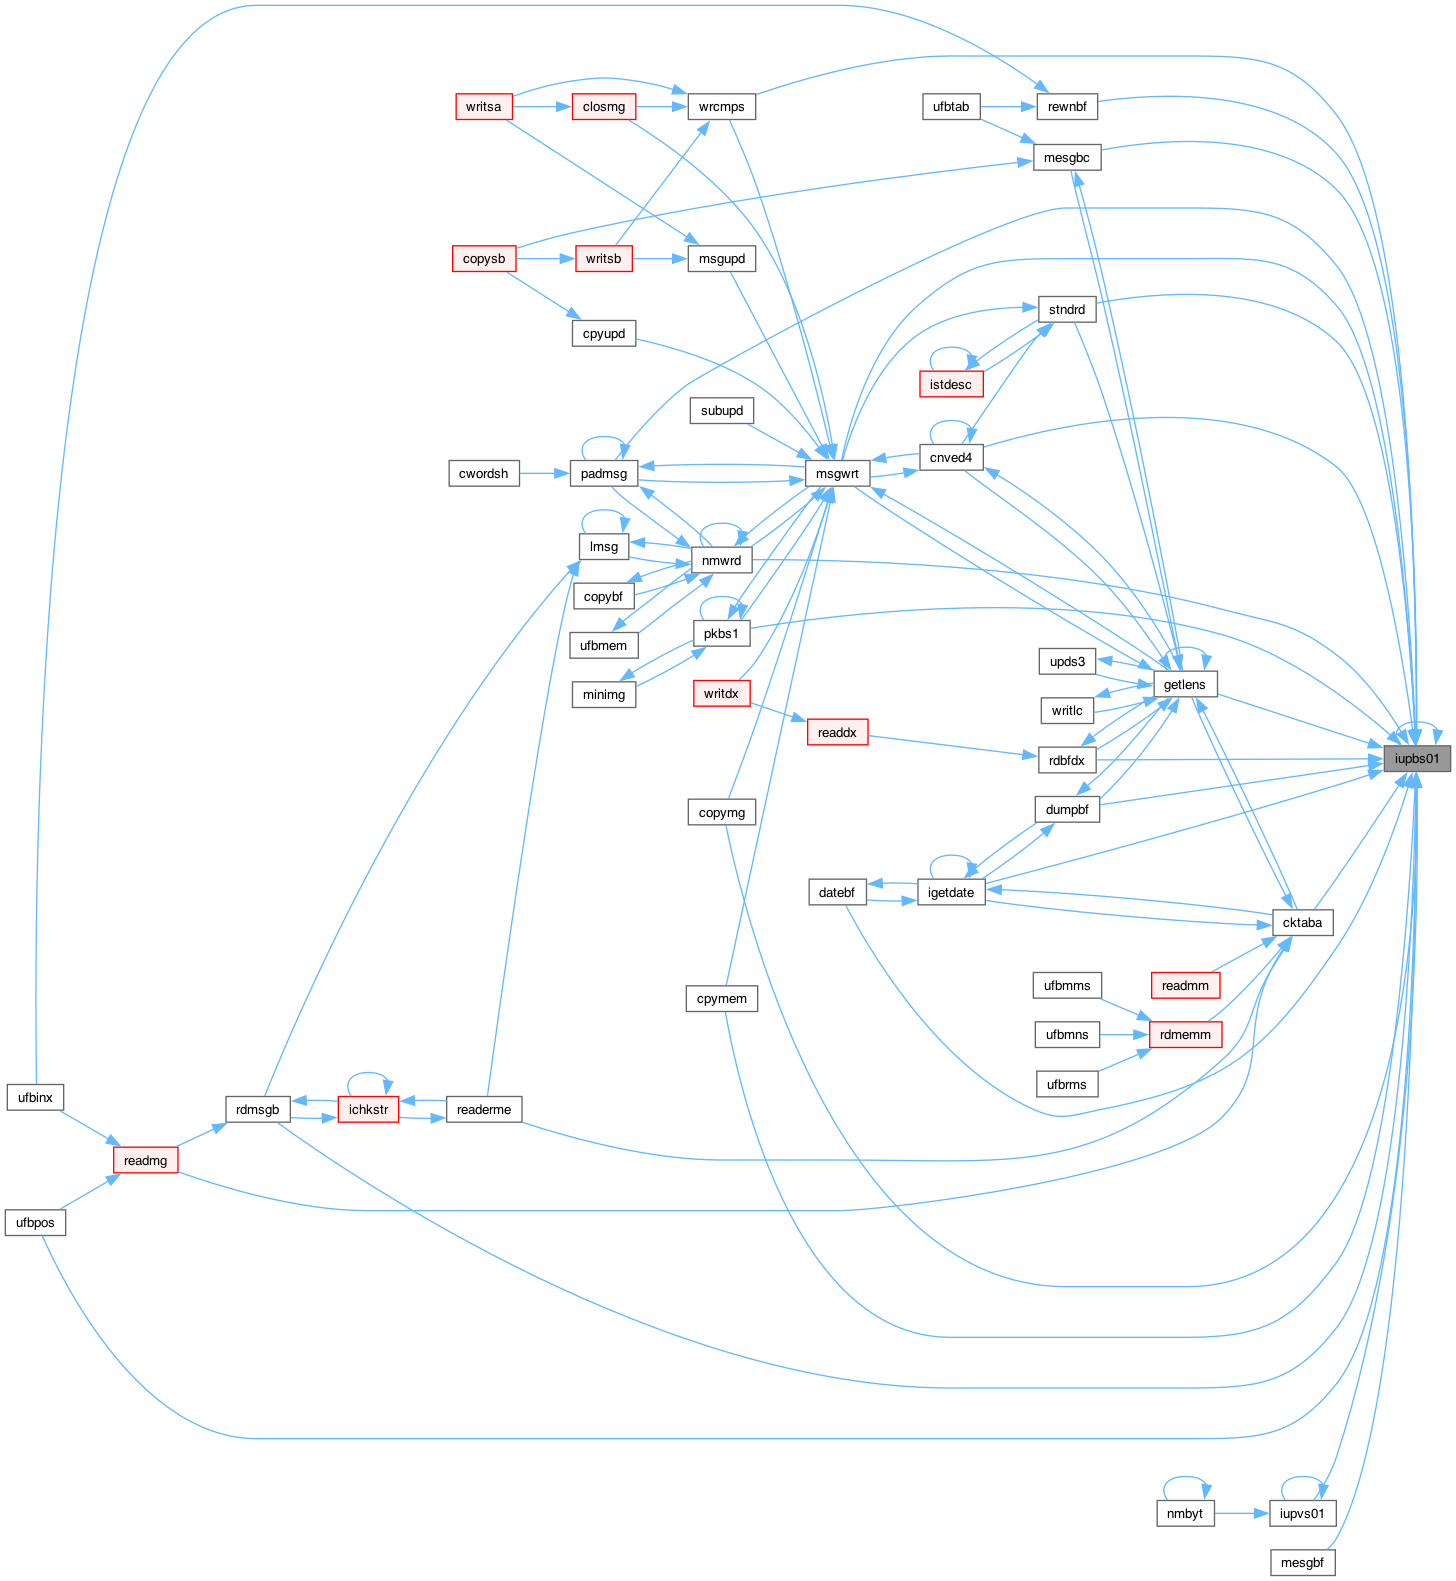 writsa
closmg
wrcmps
ufbtab
rewnbf
mesgbc
copysb
writsb
msgupd
stndrd
cpyupd
istdesc
subupd
cnved4
cwordsh
padmsg
msgwrt
lmsg
nmwrd
copybf
pkbs1
ufbmem
upds3
getlens
minimg
writdx
writlc
readdx
rdbfdx
iupbs01
copymg
dumpbf
datebf
igetdate
cktaba
ufbmms
readmm
cpymem
ufbmns
rdmemm
ufbrms
ufbinx
rdmsgb
ichkstr
readerme
readmg
ufbpos
nmbyt
iupvs01
mesgbf